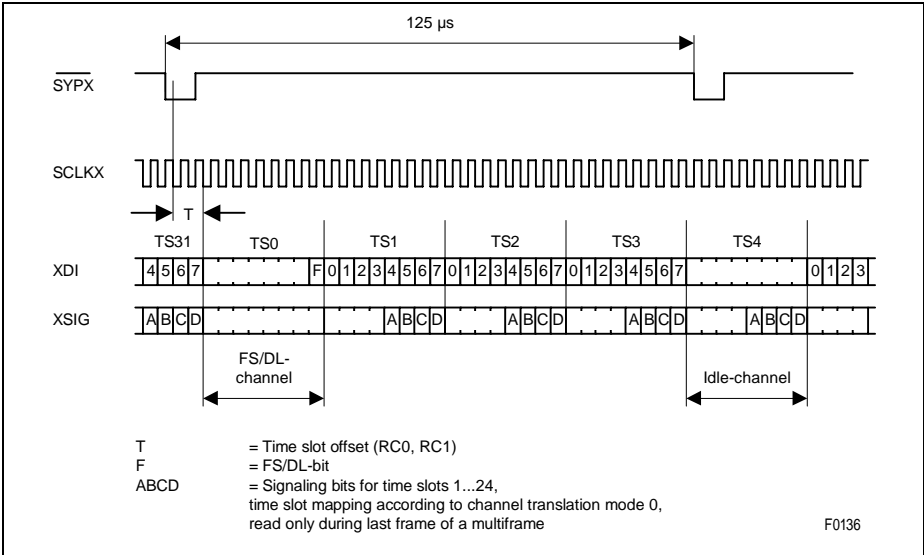 125 µs
SYPX
SCLKX
T
TS31 TS0 TS1 TS2 TS3 TS4
XDI 4 5 6 7 F 0 1 2 3 4 5 6 7 0 1 2 3 4 5 6 7 0 1 2 3 4 5 6 7 0 1 2 3
XSIG A B C D A B C D A B C D A B C D A B C D
FS/DL-
channel
Idle-channel
T = Time slot offset (RC0, RC1)
F = FS/DL-bit
ABCD = Signaling bits for time slots 1...24,
time slot mapping according to channel translation mode 0,
read only during last frame of a multiframe
F0136